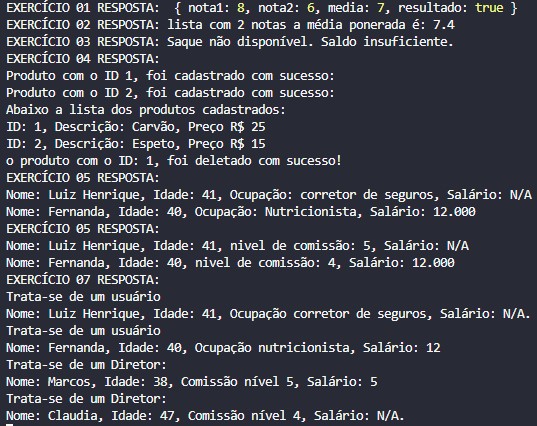 EXERCÍCIO 01 RESPOSTA:  { nota1: 8, nota2: 6, media: 7, resultado: true }
EXERCÍCIO 02 RESPOSTA: lista com 2 notas a média ponerada é: 7.4
EXERCÍCIO 03 RESPOSTA: Saque não disponível. Saldo insuficiente.
EXERCÍCIO 04 RESPOSTA:
Produto com o ID 1, foi cadastrado com sucesso:
Produto com o ID 2, foi cadastrado com sucesso:
Abaixo a lista dos produtos cadastrados:
ID: 1, Descrição: Carvão, Preço R$ 25
ID: 2, Descrição: Espeto, Preço R$ 15
o produto com o ID: 1, foi deletado com sucesso!
EXERCÍCIO 05 RESPOSTA:
Nome: Luiz Henrique, Idade: 41, Ocupação: corretor de seguros, Salário: N/A
Nome: Fernanda, Idade: 40, Ocupação: Nutricionista, Salário: 12.000
EXERCÍCIO 05 RESPOSTA:
Nome: Luiz Henrique, Idade: 41, nivel de comissão: 5, Salário: N/A
Nome: Fernanda, Idade: 40, nivel de comissão: 4, Salário: 12.000
EXERCÍCIO 07 RESPOSTA:
Trata-se de um usuário
Nome: Luiz Henrique, Idade: 41, Ocupação corretor de seguros, Salário: N/A.
Trata-se de um usuário
Nome: Fernanda, Idade: 40, Ocupação nutricionista, Salário: 12
Trata-se de um Diretor:
Nome: Marcos, Idade: 38, Comissão nível 5, Salário: 5
Trata-se de um Diretor:
Nome: Claudia, Idade: 47, Comissão nível 4, Salário: N/A.